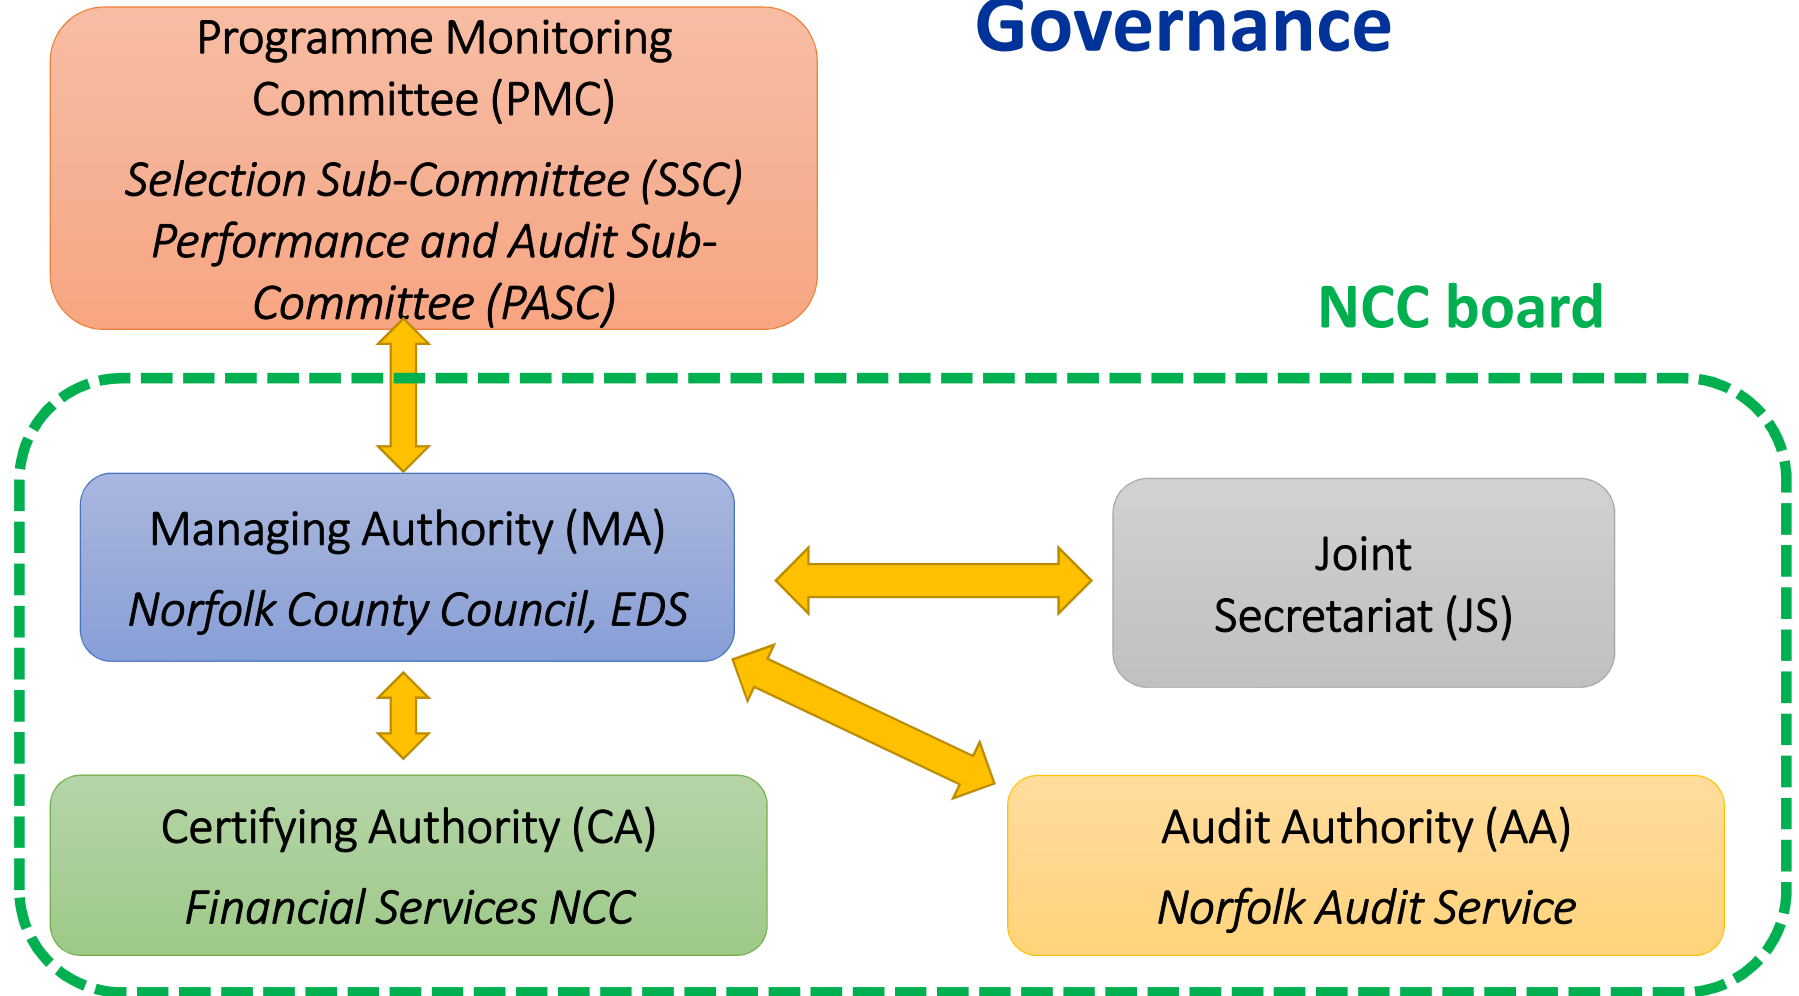 Governance
Programme Monitoring
Committee (PMC)
Selection Sub-Committee (SSC)
Performance and Audit Sub-
Committee (PASC)
NCC board
Managing Authority (MA)
Norfolk County Council, EDS
Joint
Secretariat (JS)
Certifying Authority (CA)
Financial Services NCC
Audit Authority (AA)
Norfolk Audit Service